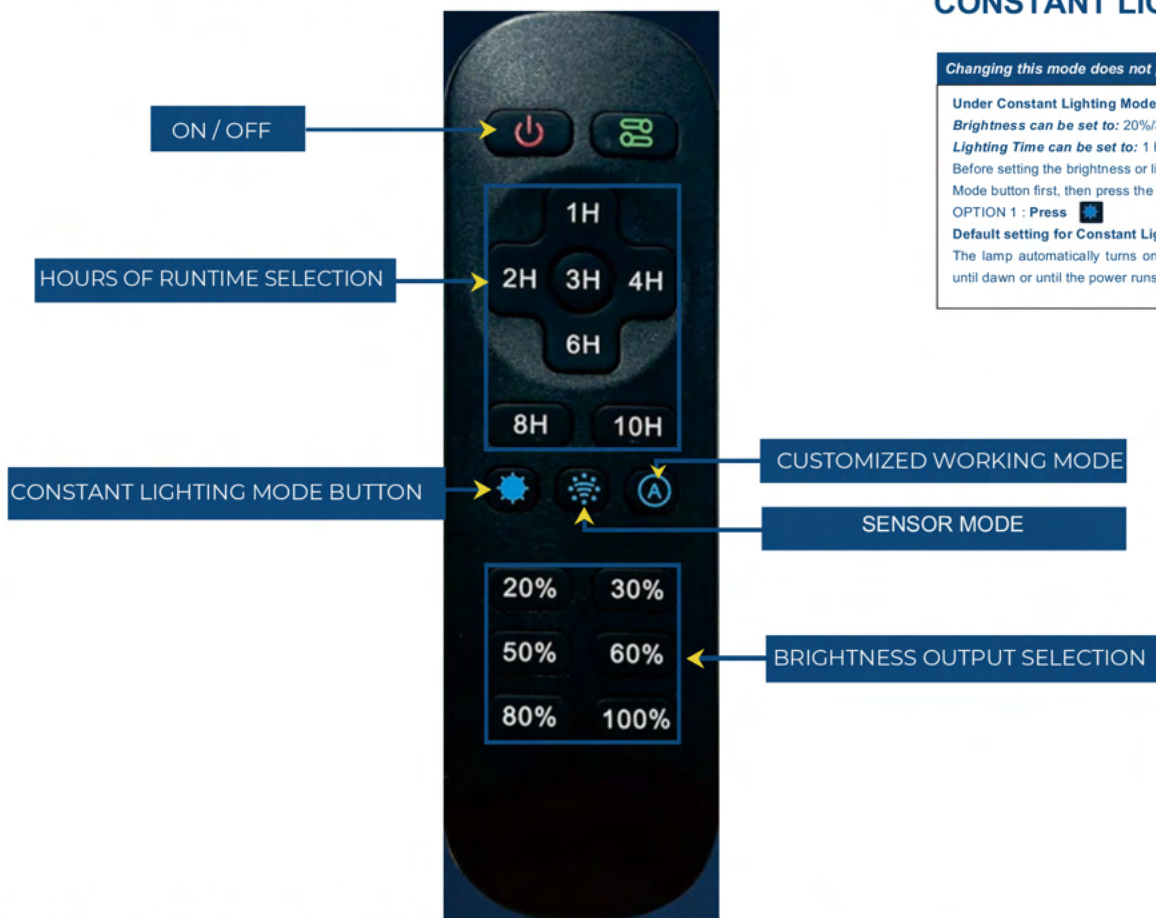 CONSTANT
Changing this mode does not
Under Constant Lighting Mode
Brightness can be set to: 20%/
Lighting Time can be set to: 1
Before setting the brightness or
Mode button first, then press the
OPTION 1 : Press
Default setting for Constant
The lamp automatically turns on
until dawn or until the power runs
ON / OFF
1H
HOURS OF RUNTIME SELECTION
2H 3H 4H
6H
8H 10H
CUSTOMIZED WORKING MODE
CONSTANT LIGHTING MODE BUTTON
A
SENSOR MODE
20% 30%
50% 60%
BRIGHTNESS OUTPUT SELECTION
80% 100%